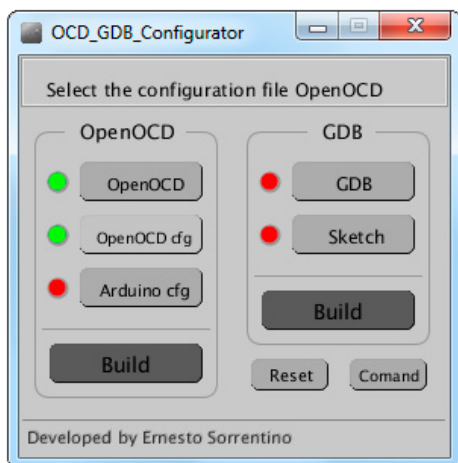 OCD_GDB_Configurator
Select the configuration file OpenOCD
OpenOCD
OpenOCD
OpenOCD cfg
Arduino cfg
Build
GDB
GDB
Sketch
Build
Reset
Comand
Developed by Ernesto Sorrentino